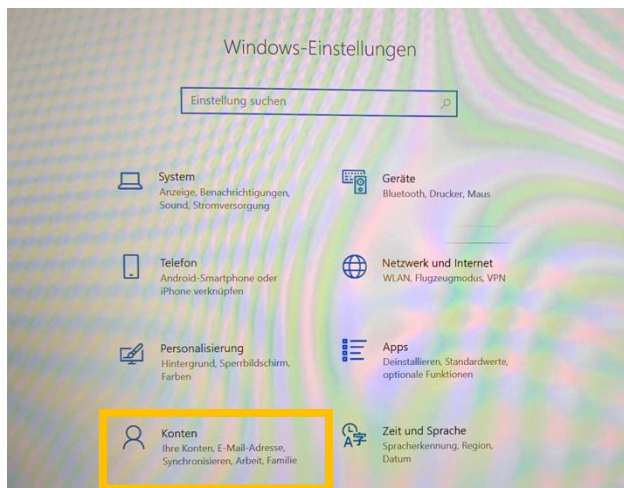 Windows-Einstellungen
Einstellung suchen
System
Anzeige, Benachrichtigungen,
Sound, Stromversorgung
Geräte
Bluetooth, Drucker, Maus
Telefon
Android-Smartphone oder
iPhone verknüpfen
Netzwerk und Internet
WLAN, Flugzeugmodus, VPN
Personalisierung
Hintergrund, Sperrbildschirm,
Farben
Apps
Deinstallieren, Standardwerte,
optionale Funktionen
Konten
Ihre Konten, E-Mail-Adresse,
Synchronisieren, Arbeit, Familie
Zeit und Sprache
Spracherkennung, Region,
Datum